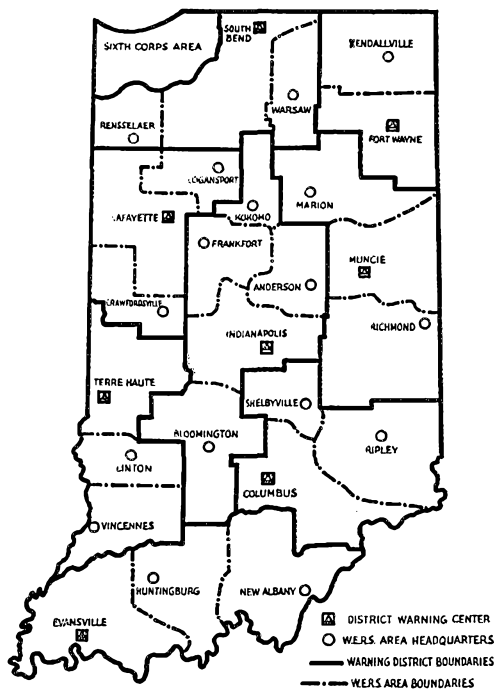 SOUTH
BEND
SIXTH CORPS AREA
KENDALLVILLE
WARSAW
RENSSELAER
FORT WAYNE
LOGANSPORT
MARION
LAFAYETTE
KOKOMO
FRANKFORT
MUNCIE
ANDERSON
CRAWFORDSVILLE
RICHMOND
INDIANAPOLIS
TERRE HAUTE
SHELBYVILLE
BLOOMINGTON
RIPLEY
LINTON
COLUMBUS
VINCENNES
HUNTINGBURG
NEW ALBANY
EVANSVILLE
DISTRICT WARNING CENTER
W.E.R.S. AREA HEADQUARTERS
WARNING DISTRICT BOUNDARIES
W.E.R.S AREA BOUNDARIES